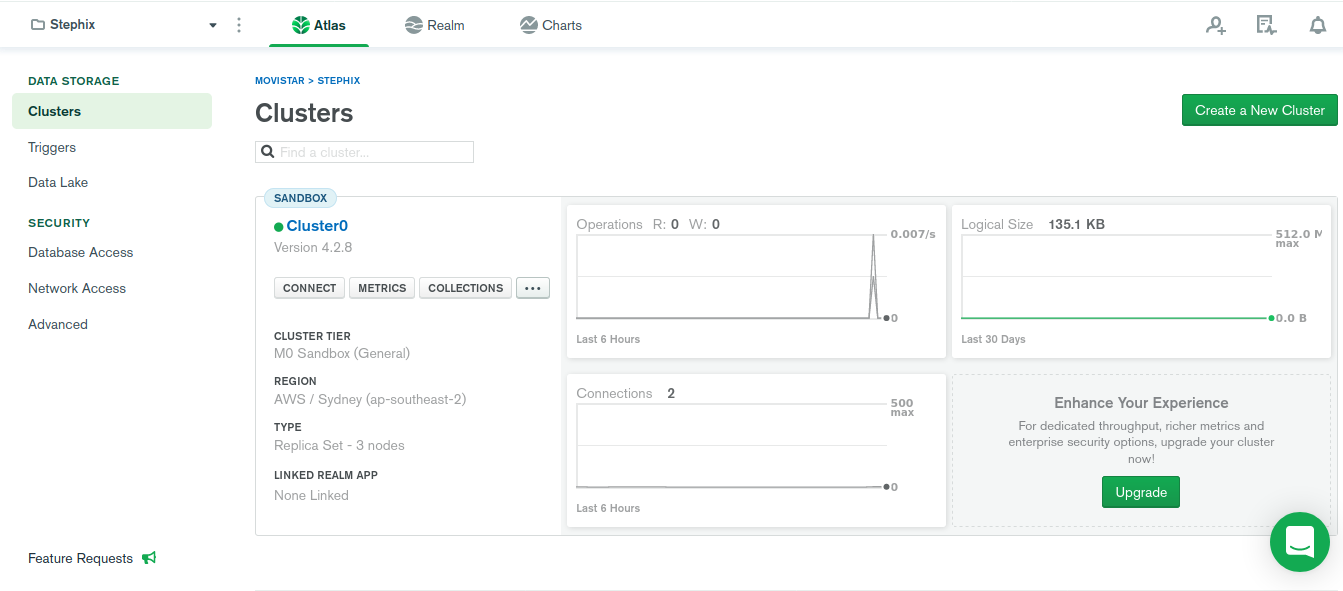 Stephix
Atlas
Realm
Charts
DATA STORAGE
Clusters
Triggers
Data Lake
SECURITY
Database Access
Network Access
Advanced
Feature Requests
MOVISTAR > STEPHIX
Clusters
Create a New Cluster
Find a cluster...
SANDBOX
Cluster0
Version 4.2.8
CONNECT
METRICS
COLLECTIONS
...
CLUSTER TIER
M0 Sandbox (General)
REGION
AWS / Sydney (ap-southeast-2)
TYPE
Replica Set - 3 nodes
LINKED REALM APP
None Linked
Operations R: 0 W: 0
0.007/s
0
Last 6 Hours
Logical Size 135.1 KB
512.0 M
max
0.0 B
Last 30 Days
Connections 2
500
max
0
Last 6 Hours
Enhance Your Experience
For dedicated throughput, richer metrics and
enterprise security options, upgrade your cluster
now!
Upgrade